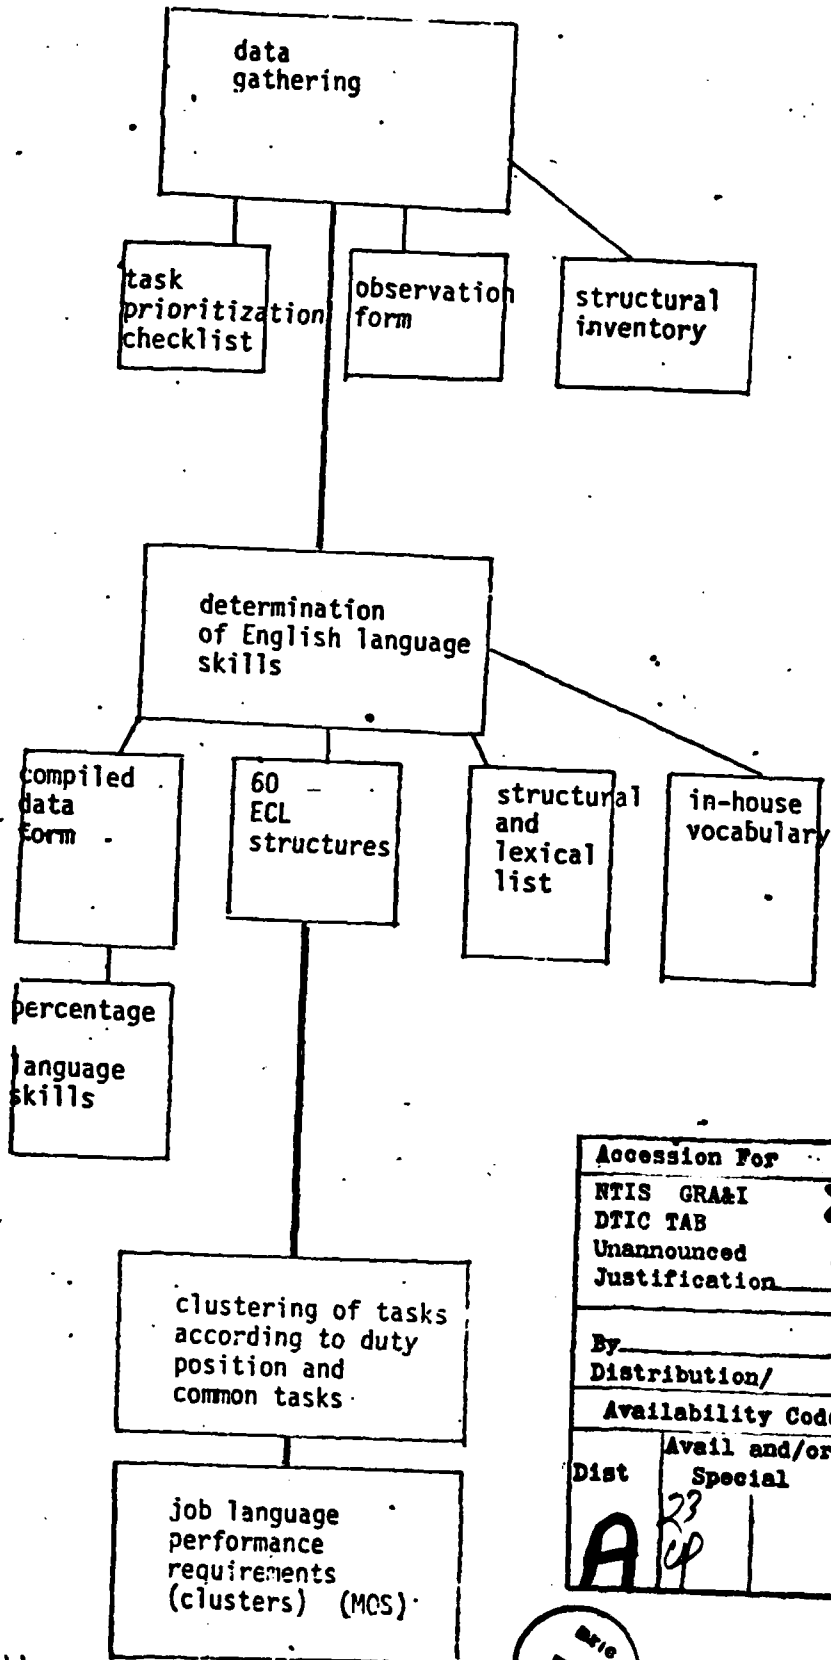 data
gathering
task
prioritization
checklist
observation
form
structural
inventory
determination
of English language
skills
compiled
data
form
60
ECL
structures
structural
and
lexical
list
in-house
vocabulary
percentage
language
skills
clustering of tasks
according to duty
position and
common tasks
job language
performance
requirements
(clusters) (MOS)
Accession For
NTIS GRA&I
DTIC TAB
Unannounced
Justification
By
Distribution/
Availability Code
Avail and/or
Dist Special
A 23